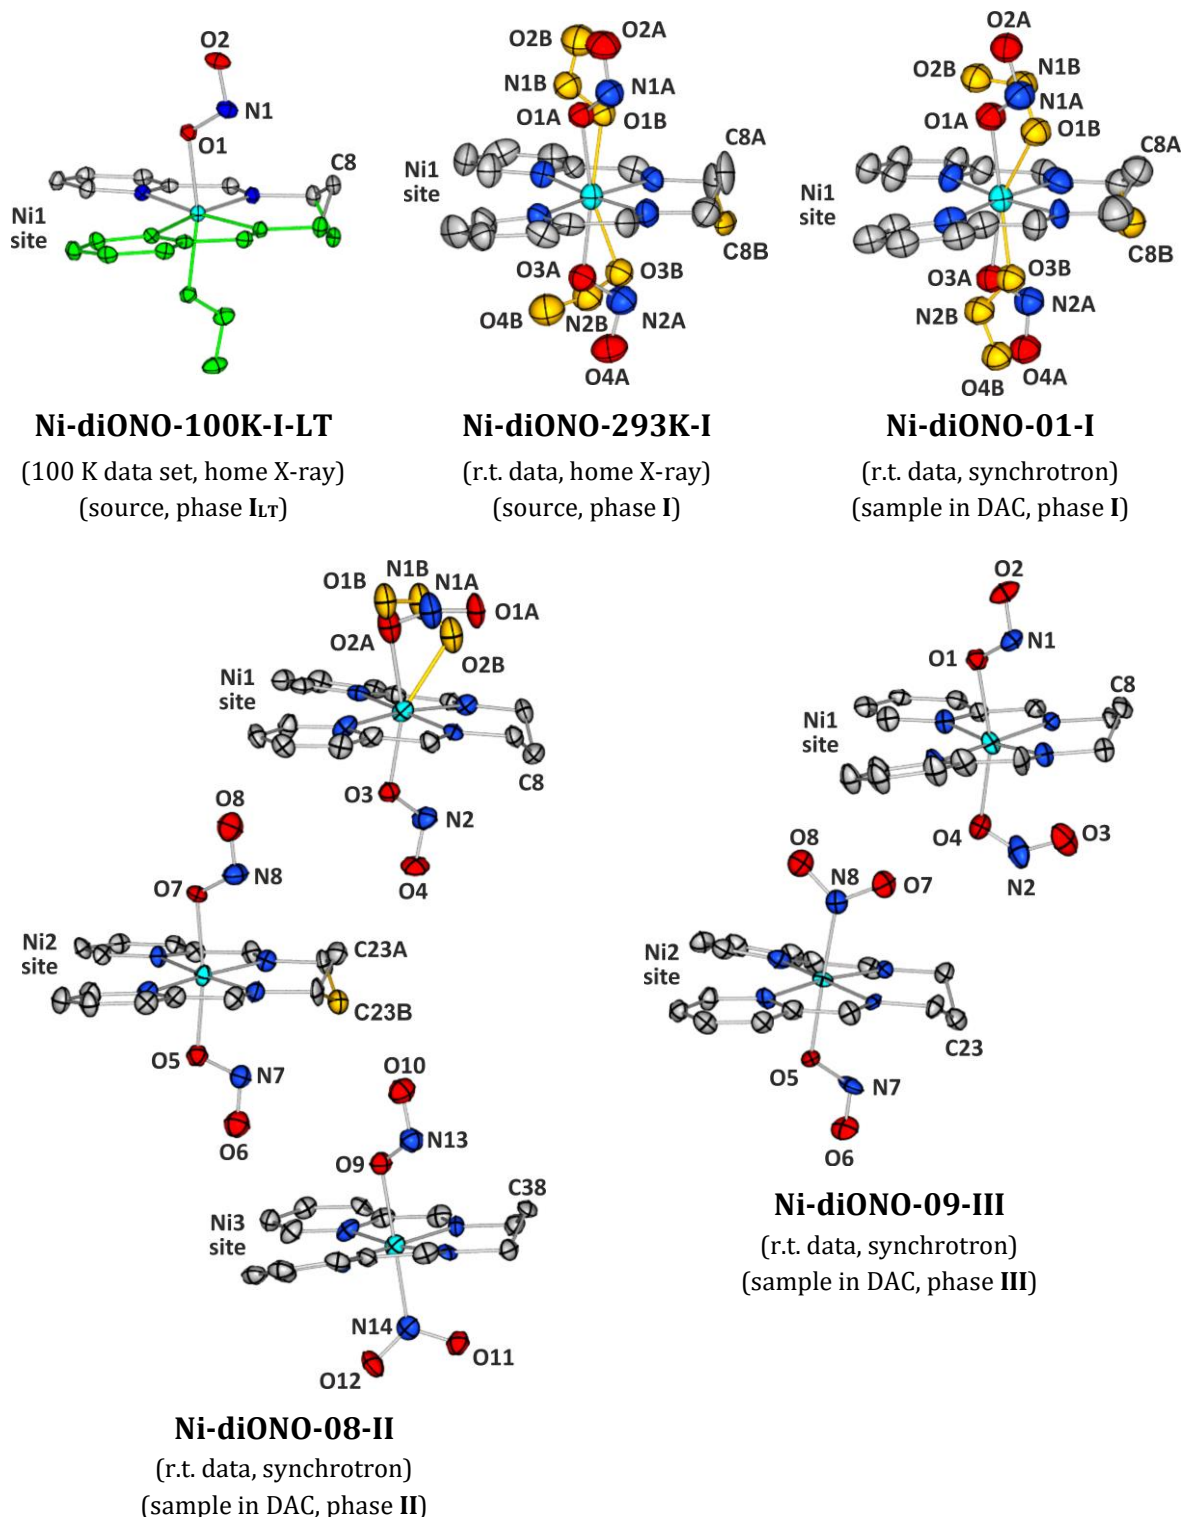 O2
N1
O1
C8
Ni1
site
Ni-diONO-100K-I-LT
(100 K data set, home X-ray)
(source, phase ILT)
O2B
O2A
N1B
N1A
O1A
O1B
C8A
Ni1
site
C8B
O3A
O3B
O4B
N2B
N2A
O4A
Ni-diONO-293K-I
(r.t. data, home X-ray)
(source, phase I)
O2A
O2B
N1B
N1A
O1A
O1B
C8A
Ni1
site
C8B
O3A
O3B
N2B
N2A
O4B
O4A
Ni-diONO-01-I
(r.t. data, synchrotron)
(sample in DAC, phase I)
N1B
O1B
N1A
O1A
O2A
O2B
Ni1
site
C8
O3
N2
O4
O8
N8
O7
Ni2
site
C23A
C23B
O5
N7
O6
O10
N13
O9
C38
Ni3
site
N14
O11
O12
Ni-diONO-08-II
(r.t. data, synchrotron)
(sample in DAC, phase II)
O2
N1
O1
C8
Ni1
site
O4
O3
N2
O8
N8
O7
Ni2
site
C23
O5
N7
O6
Ni-diONO-09-III
(r.t. data, synchrotron)
(sample in DAC, phase III)